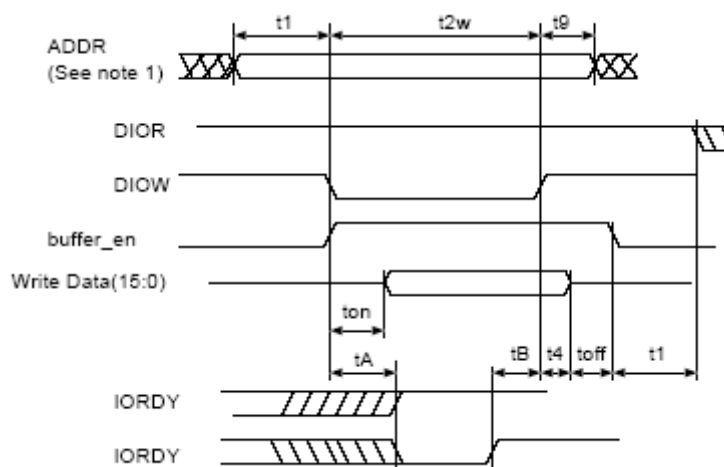 t1 t2w t9
ADDR
(See note 1)
DIOR
DIOW
buffer_en
Write Data(15:0)
ton
tA tB t4 toff t1
IORDY
IORDY